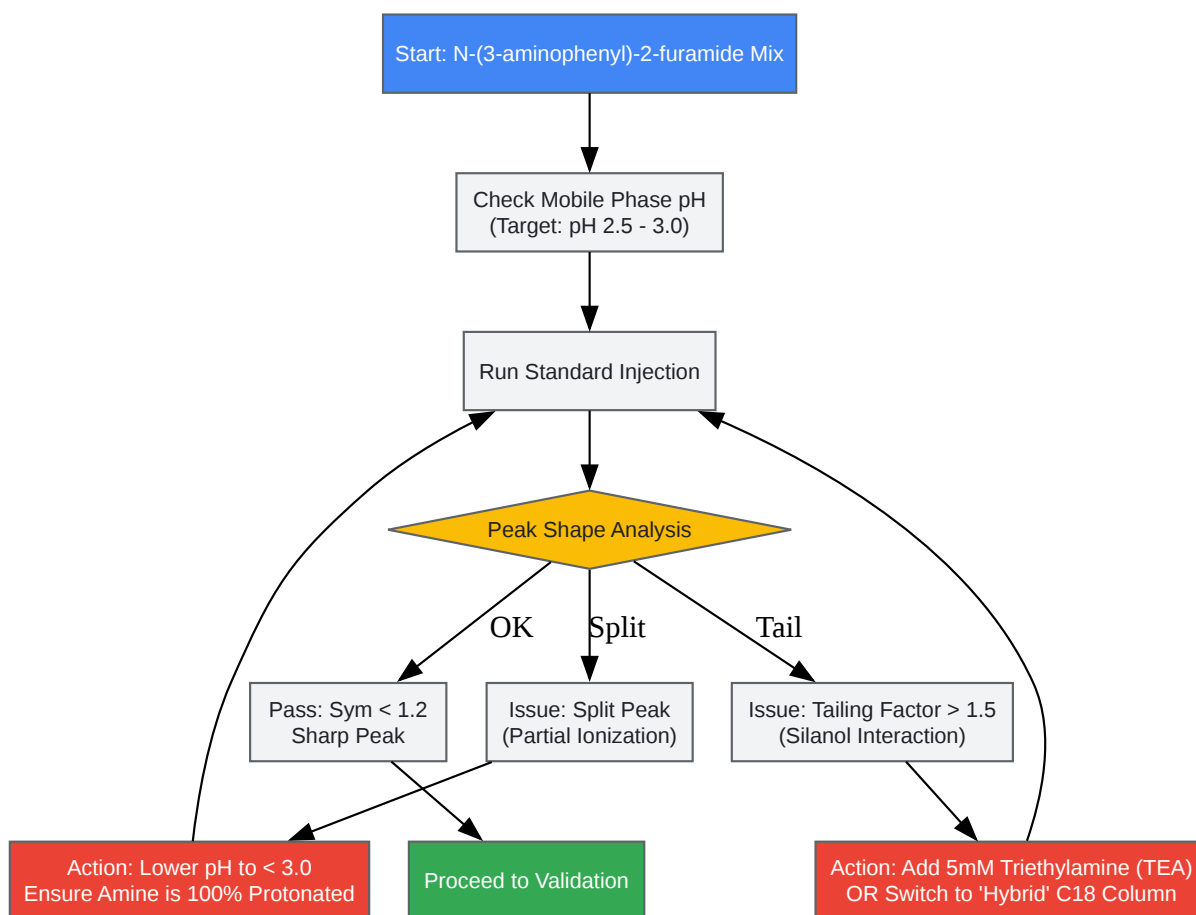 Start: N-(3-aminophenyl)-2-furamide Mix
Check Mobile Phase pH
(Target: pH 2.5 - 3.0)
Run Standard Injection
Peak Shape Analysis
OK
Split
Tail
Pass: Sym < 1.2
Sharp Peak
Issue: Split Peak
(Partial Ionization)
Issue: Tailing Factor > 1.5
(Silanol Interaction)
Action: Lower pH to < 3.0
Ensure Amine is 100% Protonated
Proceed to Validation
Action: Add 5mM Triethylamine (TEA)
OR Switch to 'Hybrid' C18 Column